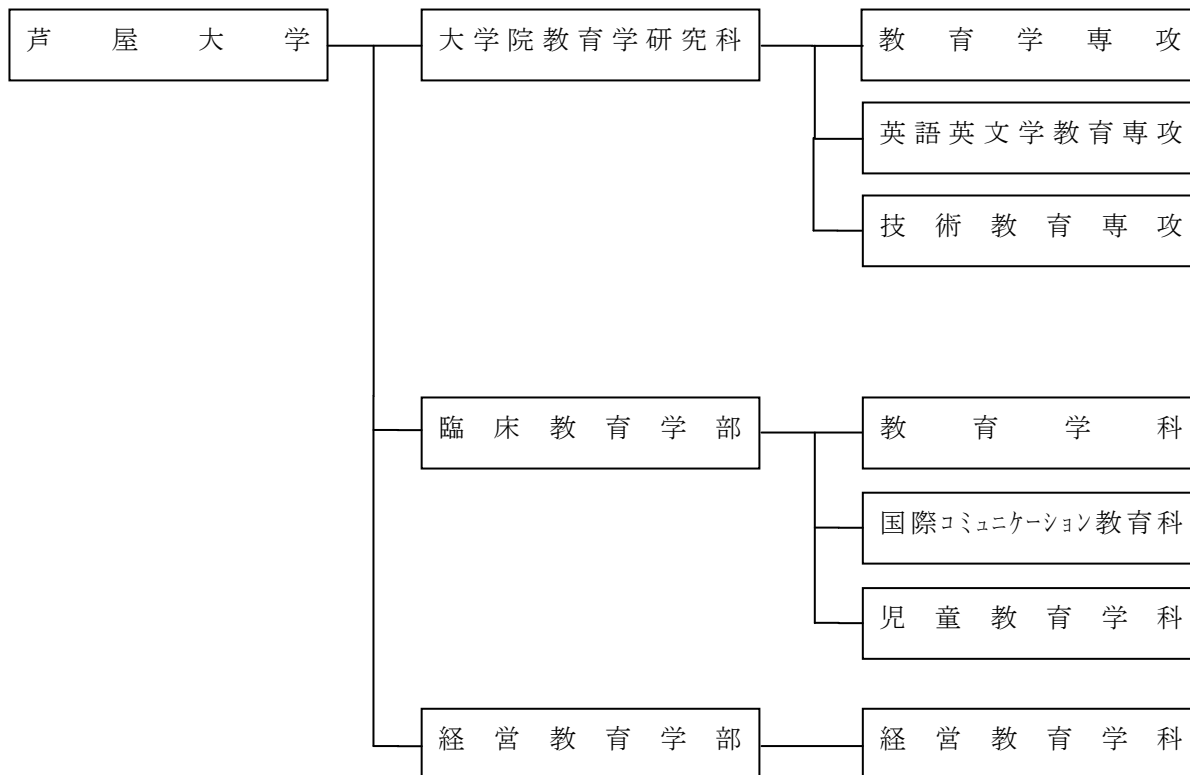 芦屋大学
大学院教育学研究科
教育学専攻
英語英文学教育専攻
技術教育専攻
臨床教育学部
教育学科
国際コミュニケーション教育科
児童教育学科
経営教育学部
経営教育学科